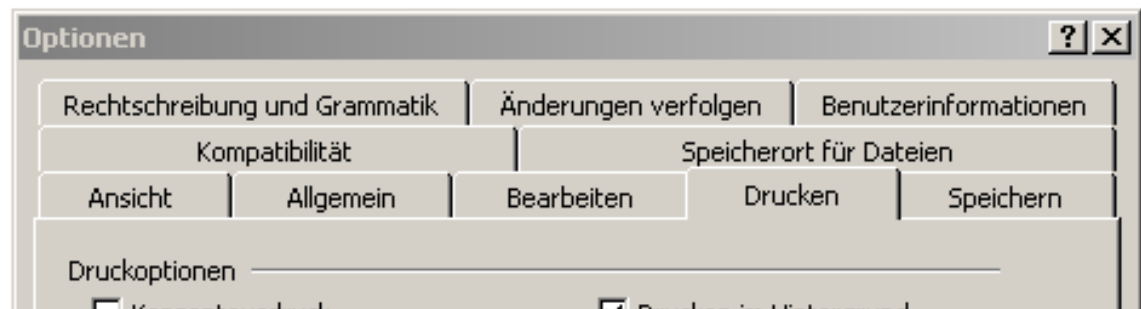 Optionen
Rechtschreibung und Grammatik Änderungen verfolgen Benutzerinformationen
Kompatibilität Speicherort für Dateien
Ansicht Allgemein Bearbeiten Drucken Speichern
Druckoptionen